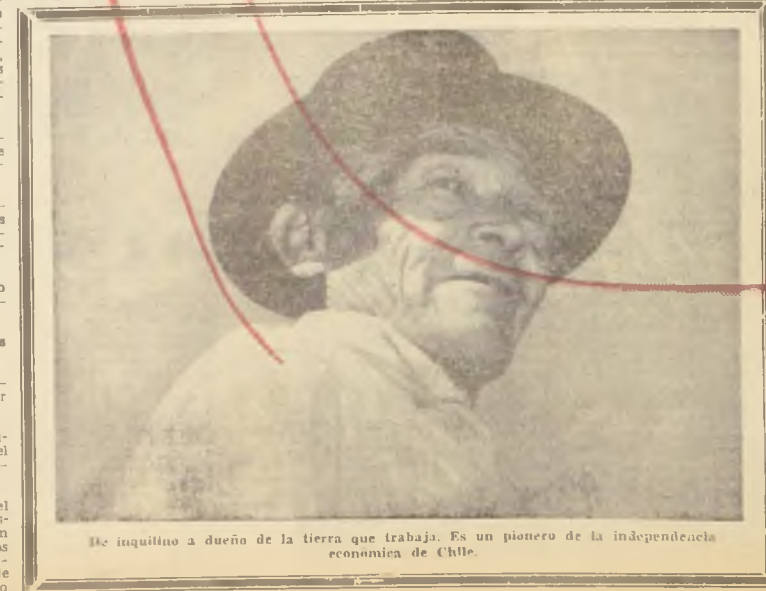 De inquilino a dueño de la tierra que trabaja. Es un pionero de la independencia
económica de Chile.